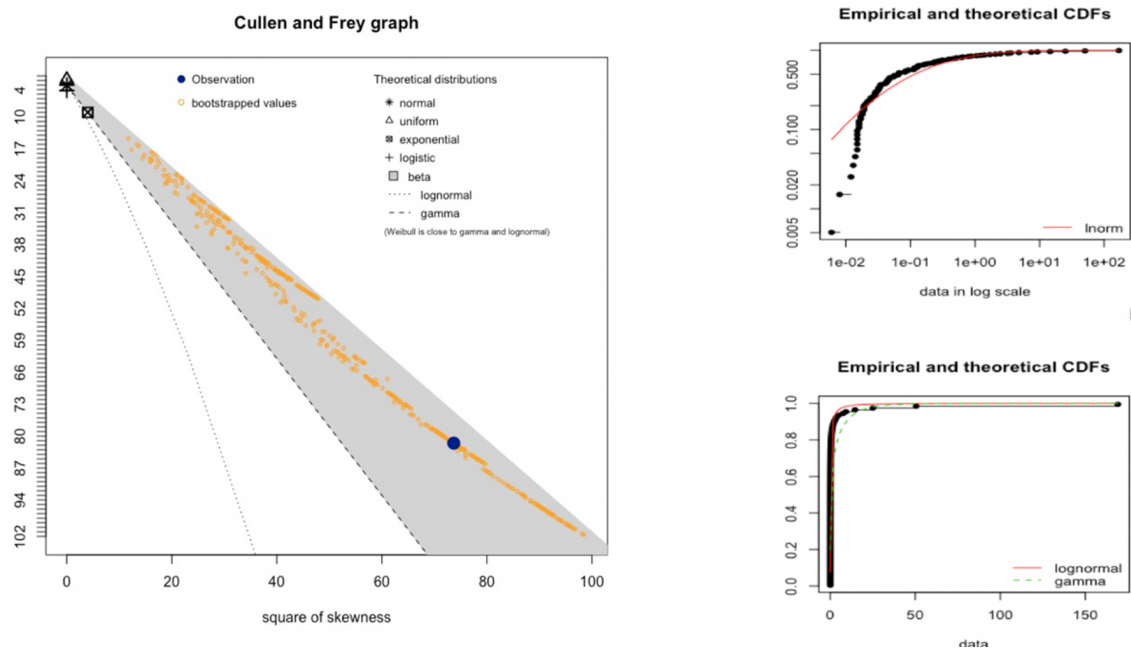 Cullen and Frey graph
Observation
bootstrapped values
Theoretical distributions
normal
uniform
exponential
logistic
beta
lognormal
gamma
(Weibull is close to gamma and lognormal)
4
10
17
24
31
38
45
52
59
66
73
80
87
94
102
0
20
40
60
80
100
square of skewness
Empirical and theoretical CDFs
0.500
0.100
0.020
0.005
lnorm
1e-02
1e-01
1e+00
1e+01
1e+02
data in log scale
Empirical and theoretical CDFs
1.0
0.8
0.6
0.4
0.2
0.0
lognormal
gamma
0
50
100
150
data